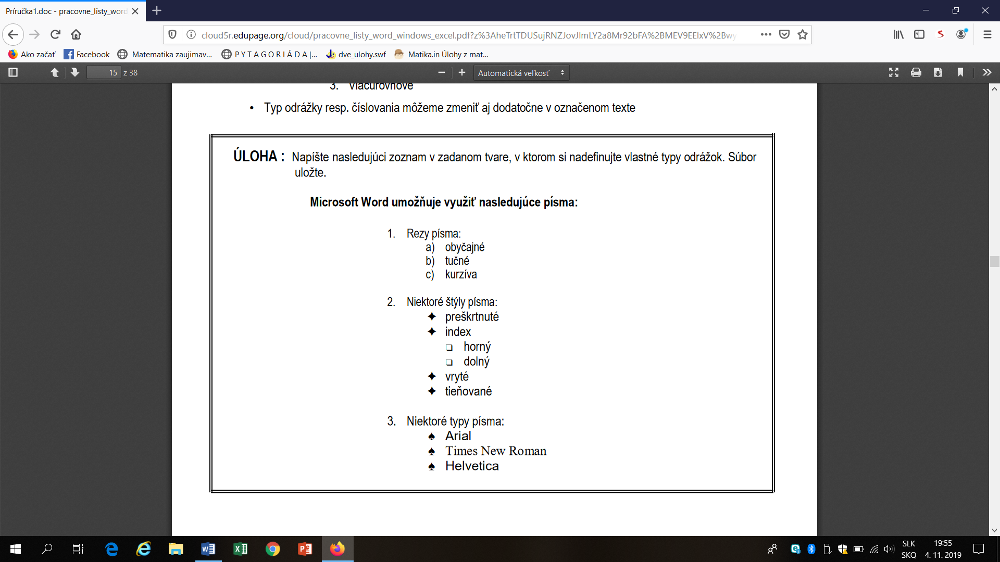 Príručka1.doc - pracovne_listy_word
cloud5r.edupage.org/cloud/pracovne_listy_word_windows_excel.pdf?z%3AheTrtTDUSujRNZJovJlmLY2a8Mr92bFA%2BMEV9EElxV%2Bwy
Ako začať Facebook Matematika zaujimav... P Y T A G O R I Á D A |... dve_ulohy.swf Matika.in Úlohy z mat...
15 z 38 Automatická veľkosť
3. Viacúrovňové
• Typ odrážky resp. číslovania môžeme zmeniť aj dodatočne v označenom texte
ÚLOHA : Napíšte nasledujúci zoznam v zadanom tvare, v ktorom si nadefinujte vlastné typy odrážok. Súbor
uložte.
Microsoft Word umožňuje využiť nasledujúce písma:
1. Rezy písma:
a) obyčajné
b) tučné
c) kurzíva
2. Niektoré štýly písma:
✦ preškrtnuté
✦ index
❑ horný
❑ dolný
✦ vryté
✦ tieňované
3. Niektoré typy písma:
♠ Arial
♠ Times New Roman
♠ Helvetica
SLK 19:55
SKQ 4. 11. 2019